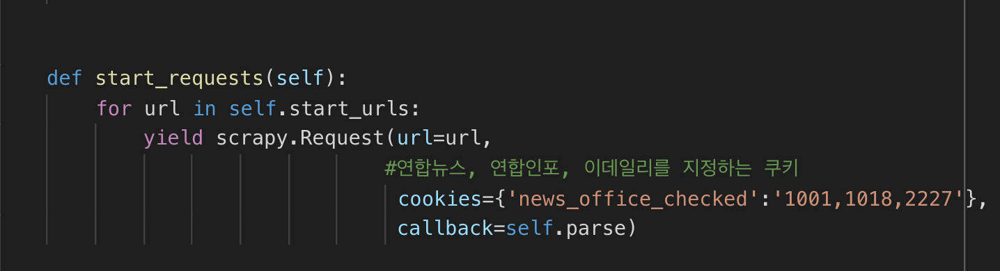 def start_requests(self):
for url in self.start_urls:
yield scrapy.Request(url=url,
#연합뉴스, 연합인포, 이데일리를 지정하는 쿠키
cookies={'news_office_checked':'1001,1018,2227'},
callback=self.parse)